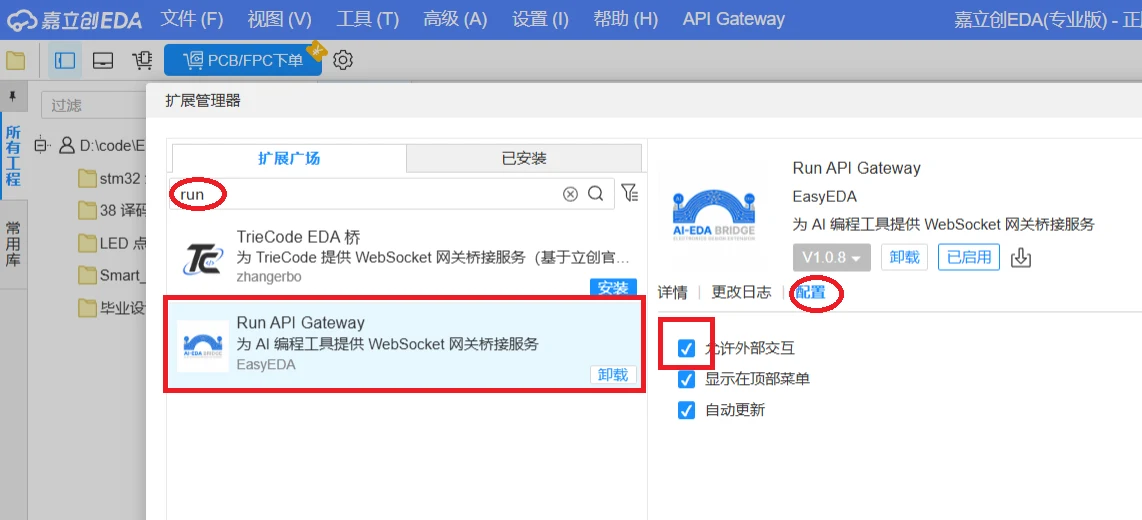 嘉立创EDA 文件 (F) 视图 (V) 工具 (T) 高级 (A) 设置 (I) 帮助 (H) API Gateway 嘉立创EDA(专业版) - 正
PCB/FPC下单
所有工程
常用库
过滤
D:\code\E
stm32
38 译码
LED 点
Smart_
毕业设
扩展管理器
扩展广场 已安装
run
TrieCode EDA 桥
为 TrieCode 提供 WebSocket 网关桥接服务（基于立创官...
zhangerbo
安装
AI-EDA BRIDGE
Run API Gateway
为 AI 编程工具提供 WebSocket 网关桥接服务
EasyEDA
卸载
AI-EDA BRIDGE
Run API Gateway
EasyEDA
为 AI 编程工具提供 WebSocket 网关桥接服务
V1.0.8 卸载 已启用
详情 更改日志 配置
允许外部交互
显示在顶部菜单
自动更新